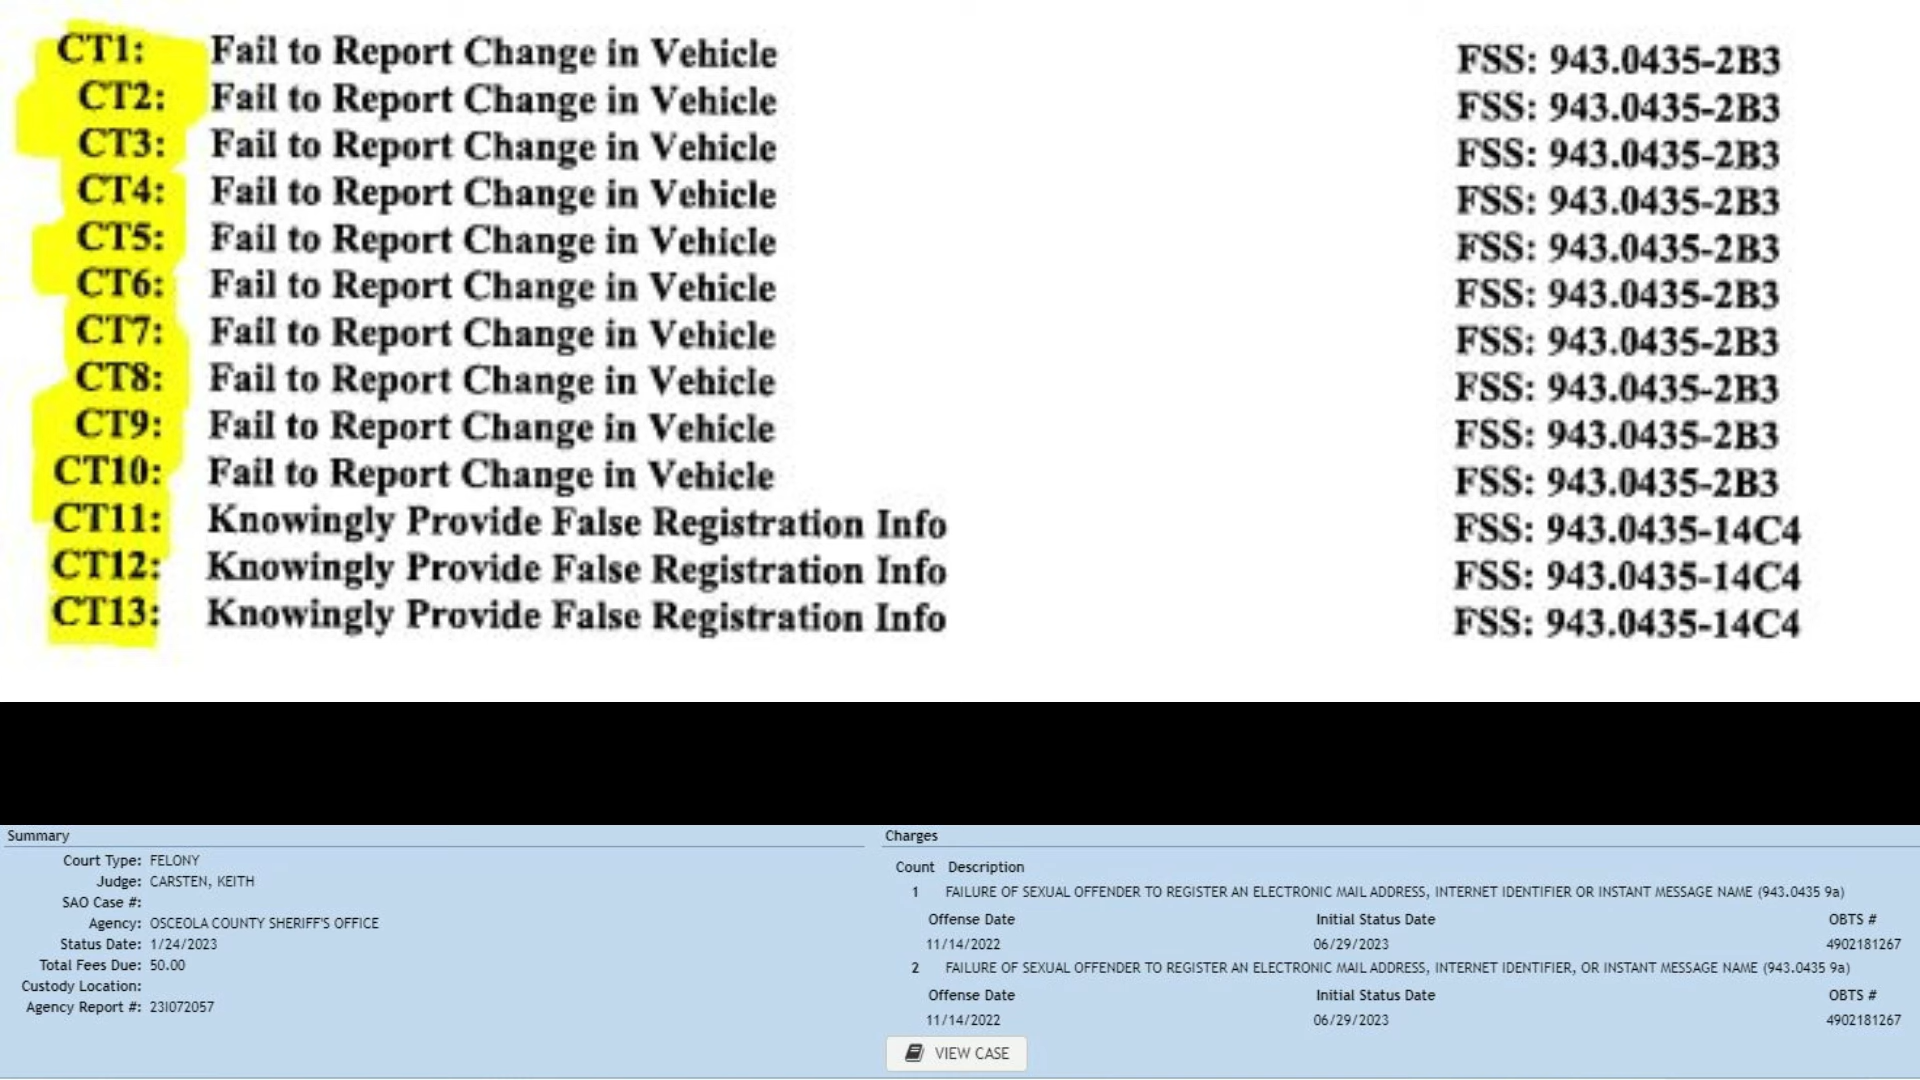 CT1: Fail to Report Change in Vehicle FSS: 943.0435-2B3
CT2: Fail to Report Change in Vehicle FSS: 943.0435-2B3
CT3: Fail to Report Change in Vehicle FSS: 943.0435-2B3
CT4: Fail to Report Change in Vehicle FSS: 943.0435-2B3
CT5: Fail to Report Change in Vehicle FSS: 943.0435-2B3
CT6: Fail to Report Change in Vehicle FSS: 943.0435-2B3
CT7: Fail to Report Change in Vehicle FSS: 943.0435-2B3
CT8: Fail to Report Change in Vehicle FSS: 943.0435-2B3
CT9: Fail to Report Change in Vehicle FSS: 943.0435-2B3
CT10: Fail to Report Change in Vehicle FSS: 943.0435-2B3
CT11: Knowingly Provide False Registration Info FSS: 943.0435-14C4
CT12: Knowingly Provide False Registration Info FSS: 943.0435-14C4
CT13: Knowingly Provide False Registration Info FSS: 943.0435-14C4
Summary
Court Type: FELONY
Judge: CARSTEN, KEITH
SAO Case #:
Agency: OSCEOLA COUNTY SHERIFF'S OFFICE
Status Date: 1/24/2023
Total Fees Due: 50.00
Custody Location:
Agency Report #: 23I072057
Charges
Count Description
1 FAILURE OF SEXUAL OFFENDER TO REGISTER AN ELECTRONIC MAIL ADDRESS, INTERNET IDENTIFIER OR INSTANT MESSAGE NAME (943.0435 9a)
Offense Date Initial Status Date OBTS #
11/14/2022 06/29/2023 4902181267
2 FAILURE OF SEXUAL OFFENDER TO REGISTER AN ELECTRONIC MAIL ADDRESS, INTERNET IDENTIFIER, OR INSTANT MESSAGE NAME (943.0435 9a)
Offense Date Initial Status Date OBTS #
11/14/2022 06/29/2023 4902181267
VIEW CASE